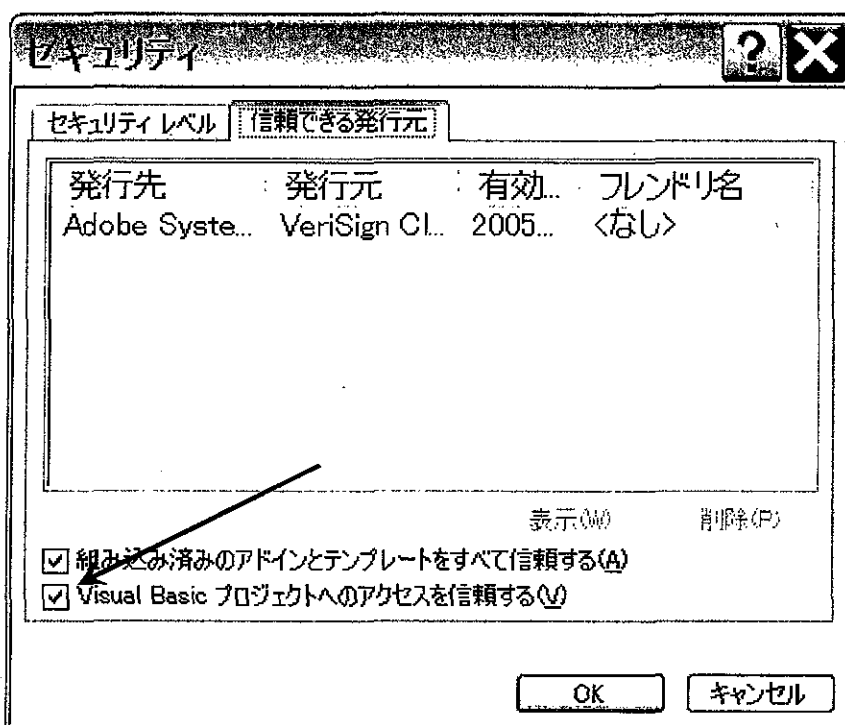 セキュリティ
?
セキュリティ レベル 信頼できる発行元
発行先 発行元 有効... フレンドリ名
Adobe Syste... VeriSign Cl... 2005... <なし>
表示(W) 削除(R)
組み込み済みのアドインとテンプレートをすべて信頼する(A)
Visual Basic プロジェクトへのアクセスを信頼する(V)
OK キャンセル